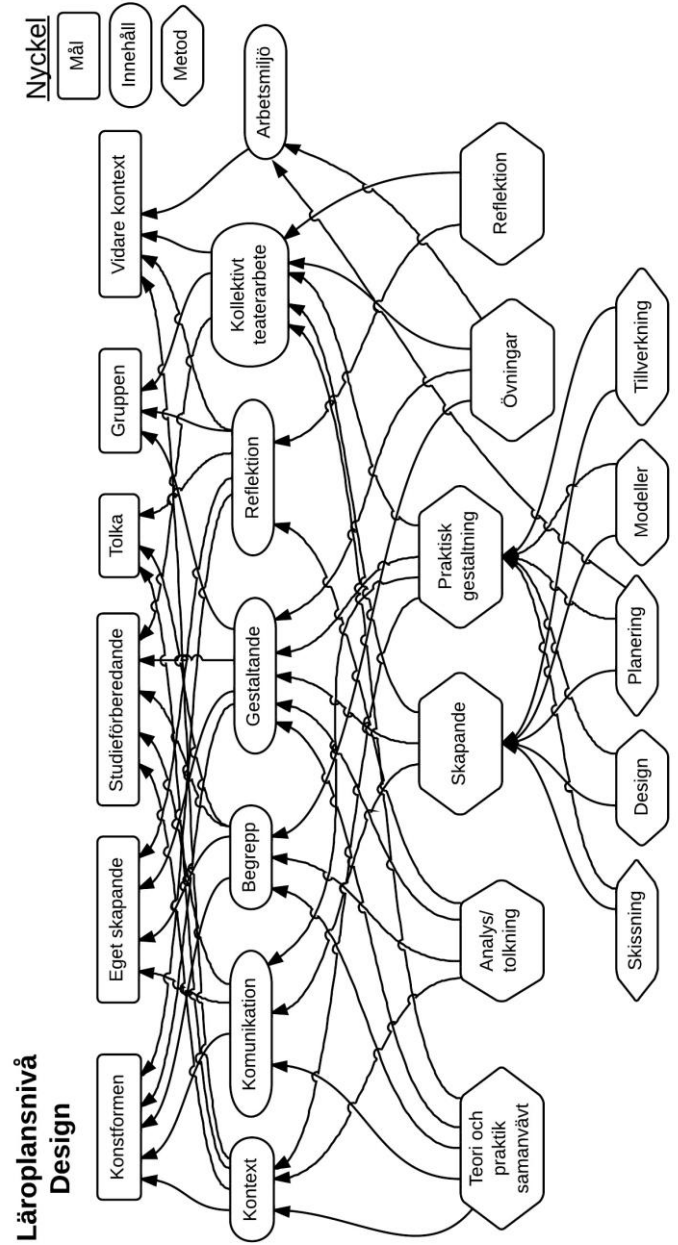 Läroplansnivå
Design
Nyckel
Mål
Innehåll
Metod
Konstformen
Eget skapande
Studieförberedande
Tolka
Gruppen
Vidare kontext
Kontext
Komunikation
Begrepp
Gestaltande
Reflektion
Kollektivt
teaterarbete
Arbetsmiljö
Teori och
praktik
samanvävt
Analys/
tolkning
Skapande
Praktisk
gestaltning
Övningar
Reflektion
Skissning
Design
Planering
Modeller
Tillverkning